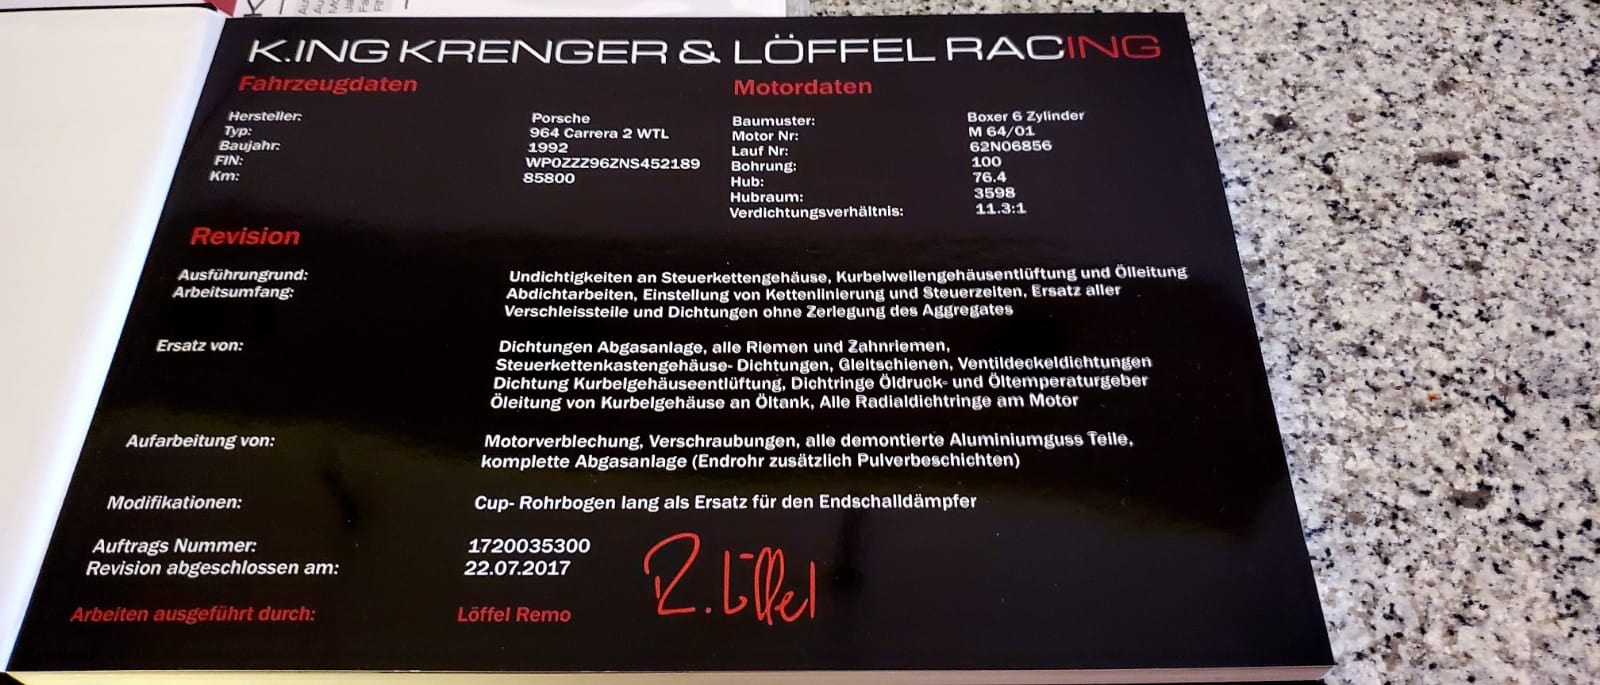 K.ING KRENGER & LÖFFEL RACING
Fahrzeugdaten
Hersteller: Porsche
Typ: 964 Carrera 2 WTL
Baujahr: 1992
FIN: WP0ZZZ96ZNS452189
Km: 85800
Motordaten
Baumuster: Boxer 6 Zylinder
Motor Nr: M 64/01
Lauf Nr: 62N06856
Bohrung: 100
Hub: 76.4
Hubraum: 3598
Verdichtungsverhältnis: 11.3:1
Revision
Ausführungrund: Undichtigkeiten an Steuerkettengehäuse, Kurbelwellengehäusentlüftung und Ölleitung
Arbeitsumfang: Abdichtarbeiten, Einstellung von Kettenlinierung und Steuerzeiten, Ersatz aller
Verschleissteile und Dichtungen ohne Zerlegung des Aggregates
Ersatz von: Dichtungen Abgasanlage, alle Riemen und Zahnriemen,
Steuerkettenkastengehäuse- Dichtungen, Gleitschienen, Ventildeckeldichtungen
Dichtung Kurbelgehäuseentlüftung, Dichtringe Öldruck- und Öltemperaturgeber
Öleitung von Kurbelgehäuse an Öltank, Alle Radialdichtringe am Motor
Aufarbeitung von: Motorverblechung, Verschraubungen, alle demontierte Aluminiumguss Teile,
komplette Abgasanlage (Endrohr zusätzlich Pulverbeschichten)
Modifikationen: Cup- Rohrbogen lang als Ersatz für den Endschalldämpfer
Auftrags Nummer: 1720035300
Revision abgeschlossen am: 22.07.2017
Arbeiten ausgeführt durch: Löffel Remo
R. Löffel